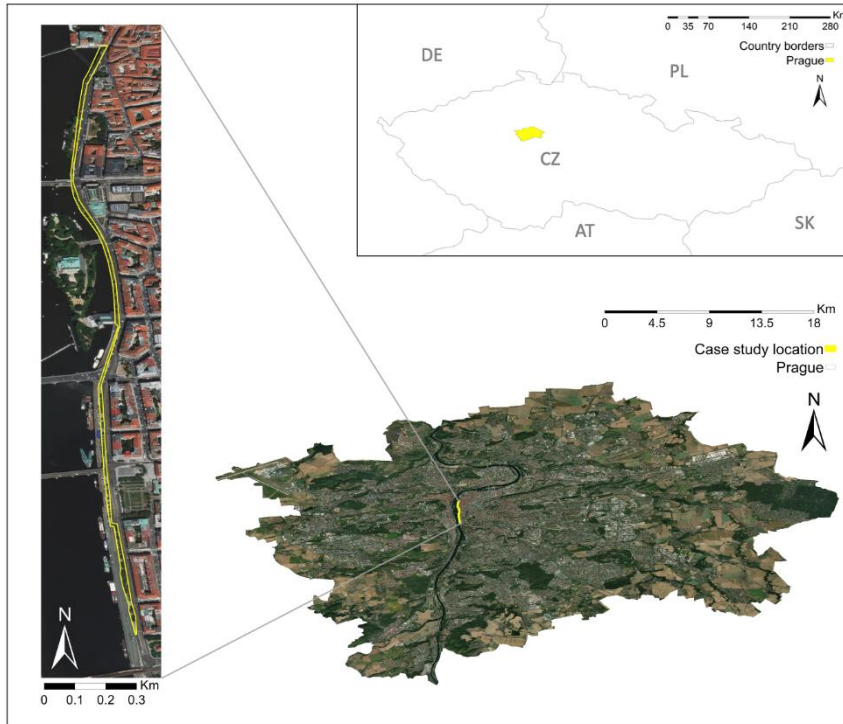 N
Km
0 0.1 0.2 0.3
Km
0 35 70 140 210 280
Country borders
Prague
N
DE
PL
CZ
AT
SK
Km
0 4.5 9 13.5 18
Case study location
Prague
N